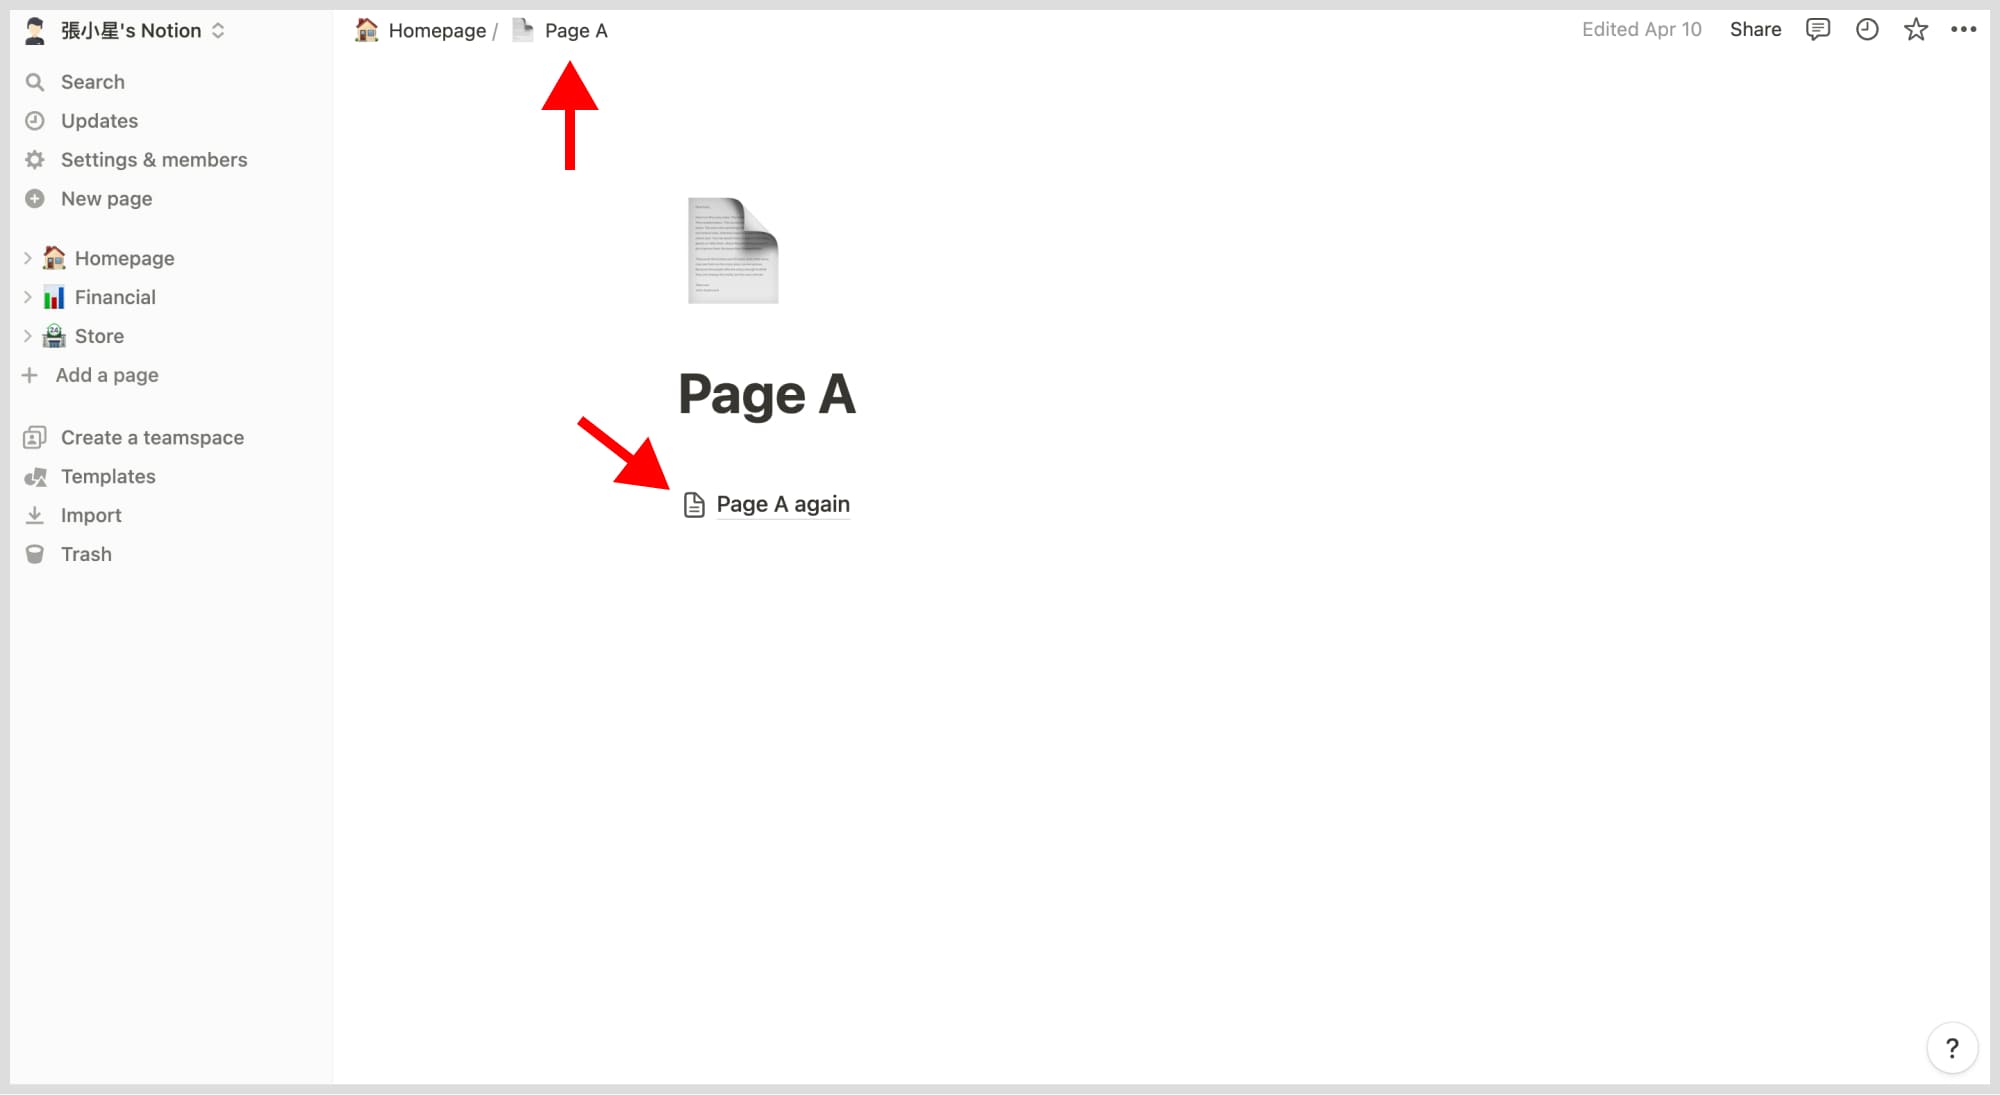 張小星's Notion
Homepage / Page A
Edited Apr 10 Share
Search
Updates
Settings & members
New page
Homepage
Financial
24
Store
Add a page
Create a teamspace
Templates
Import
Trash
Page A
Page A again
?